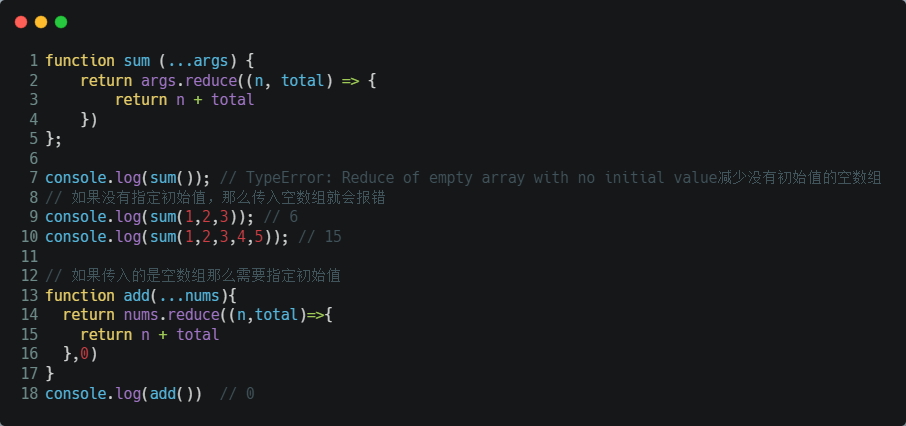 1 function sum (...args) {
2     return args.reduce((n, total) => {
3         return n + total
4     })
5 };
6
7 console.log(sum()); // TypeError: Reduce of empty array with no initial value减少没有初始值的空数组
8 // 如果没有指定初始值，那么传入空数组就会报错
9 console.log(sum(1,2,3)); // 6
10 console.log(sum(1,2,3,4,5)); // 15
11
12 // 如果传入的是空数组那么需要指定初始值
13 function add(...nums){
14   return nums.reduce((n,total)=>{
15     return n + total
16   },0)
17 }
18 console.log(add())  // 0